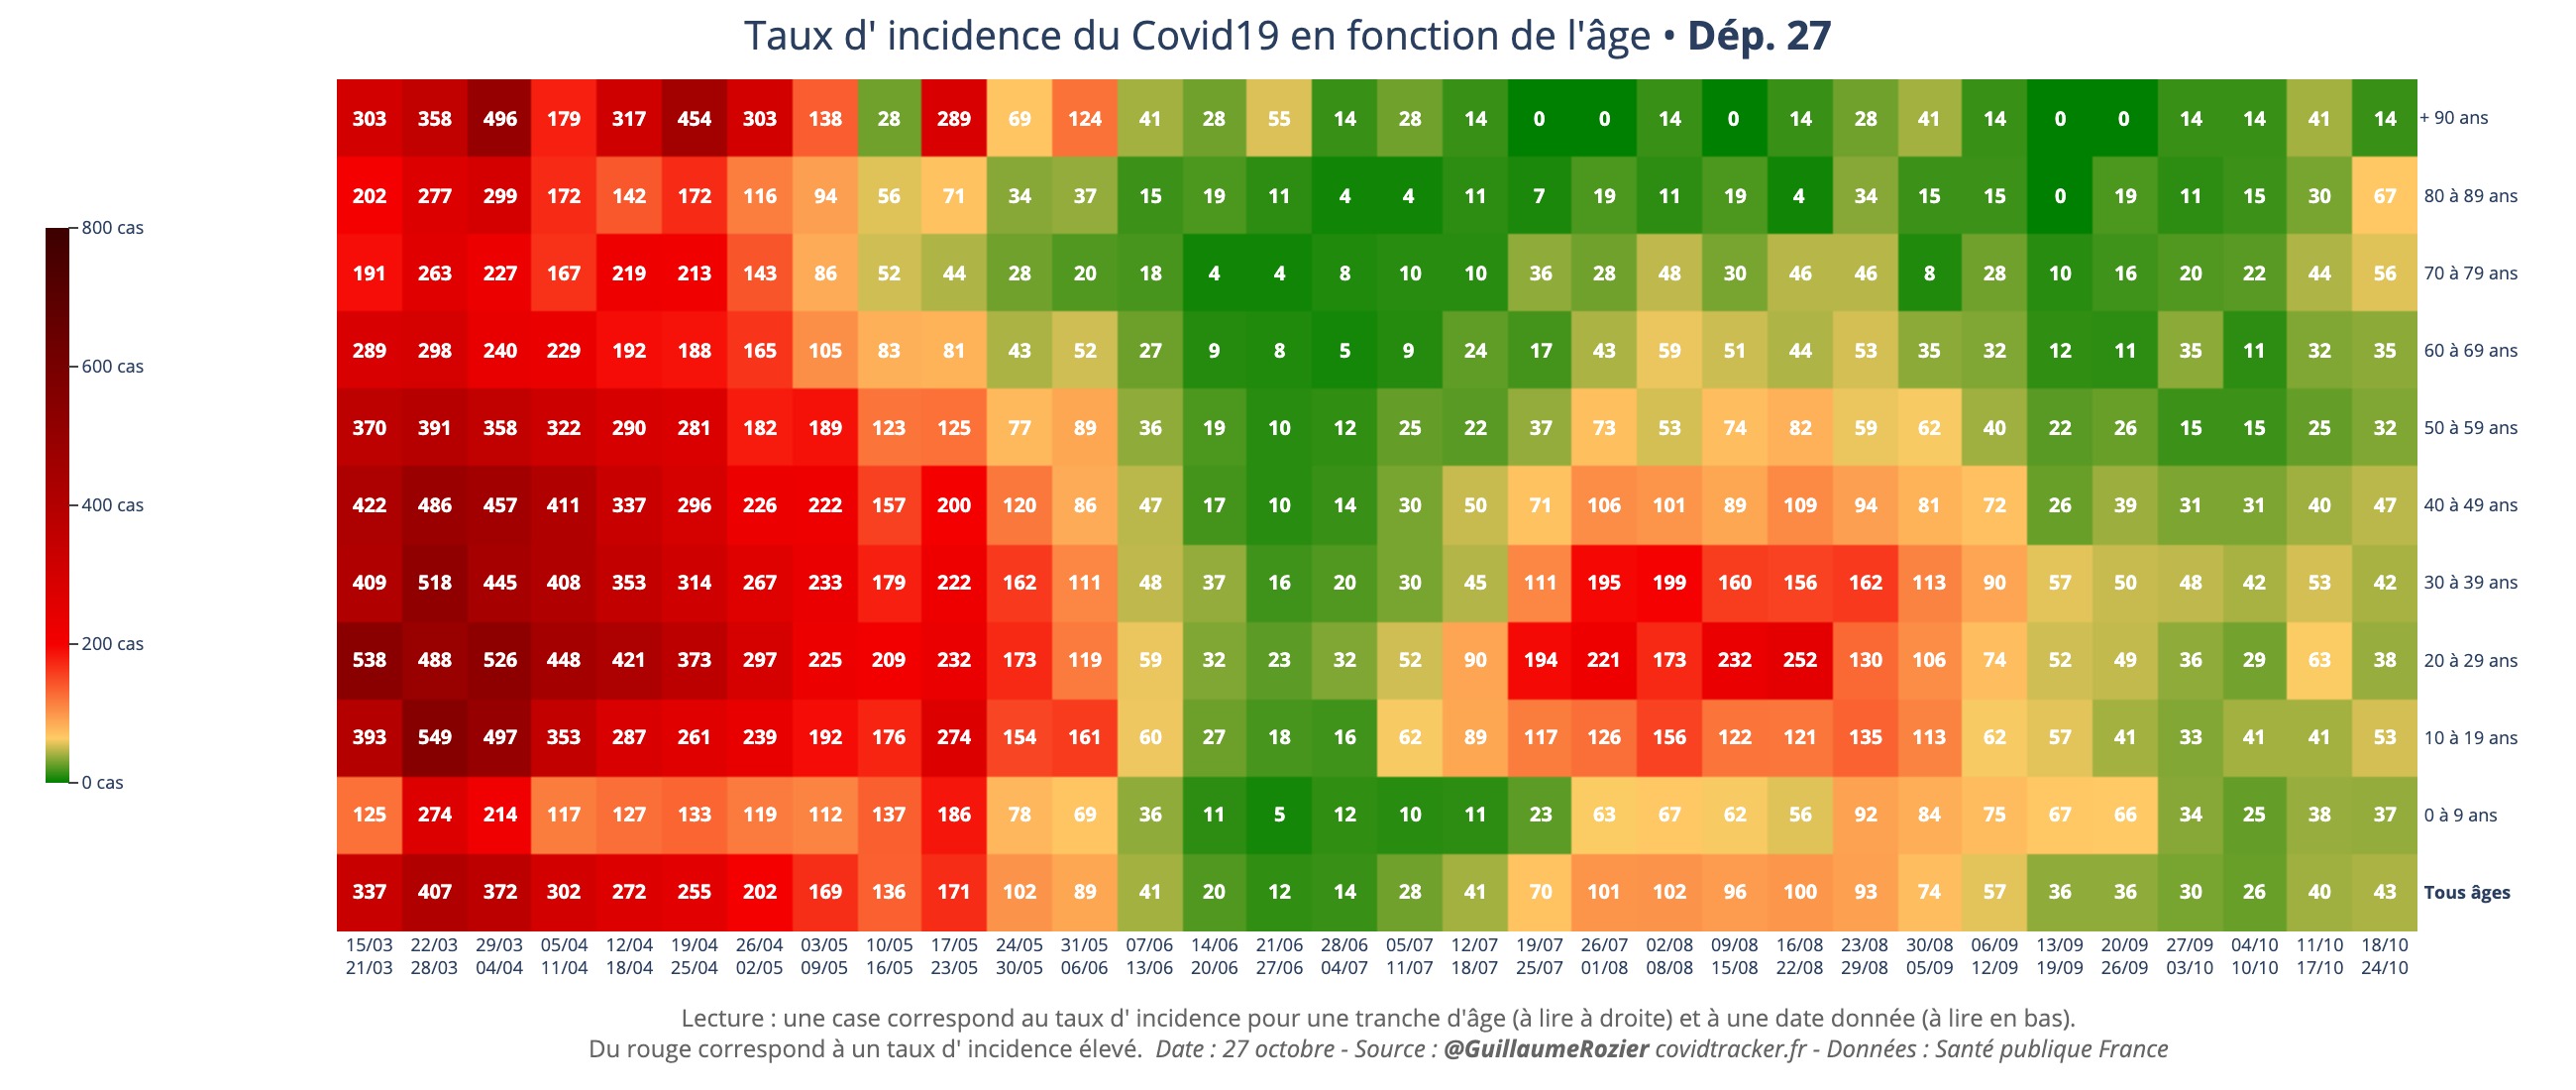 Taux d' incidence du Covid19 en fonction de l'âge • Dép. 27
303 358 496 179 317 454 303 138 28 289 69 124 41 28 55 14 28 14 0 0 14 0 14 28 41 14 0 0 14 14 41 14 + 90 ans
202 277 299 172 142 172 116 94 56 71 34 37 15 19 11 4 4 11 7 19 11 19 4 34 15 15 0 19 11 15 30 67 80 à 89 ans
800 cas
191 263 227 167 219 213 143 86 52 44 28 20 18 4 4 8 10 10 36 28 48 30 46 46 8 28 10 16 20 22 44 56 70 à 79 ans
289 298 240 229 192 188 165 105 83 81 43 52 27 9 8 5 9 24 17 43 59 51 44 53 35 32 12 11 35 11 32 35 60 à 69 ans
600 cas
370 391 358 322 290 281 182 189 123 125 77 89 36 19 10 12 25 22 37 73 53 74 82 59 62 40 22 26 15 15 25 32 50 à 59 ans
400 cas
422 486 457 411 337 296 226 222 157 200 120 86 47 17 10 14 30 50 71 106 101 89 109 94 81 72 26 39 31 31 40 47 40 à 49 ans
409 518 445 408 353 314 267 233 179 222 162 111 48 37 16 20 30 45 111 195 199 160 156 162 113 90 57 50 48 42 53 42 30 à 39 ans
200 cas
538 488 526 448 421 373 297 225 209 232 173 119 59 32 23 32 52 90 194 221 173 232 252 130 106 74 52 49 36 29 63 38 20 à 29 ans
393 549 497 353 287 261 239 192 176 274 154 161 60 27 18 16 62 89 117 126 156 122 121 135 113 62 57 41 33 41 41 53 10 à 19 ans
0 cas
125 274 214 117 127 133 119 112 137 186 78 69 36 11 5 12 10 11 23 63 67 62 56 92 84 75 67 66 34 25 38 37 0 à 9 ans
337 407 372 302 272 255 202 169 136 171 102 89 41 20 12 14 28 41 70 101 102 96 100 93 74 57 36 36 30 26 40 43 Tous âges
15/03 22/03 29/03 05/04 12/04 19/04 26/04 03/05 10/05 17/05 24/05 31/05 07/06 14/06 21/06 28/06 05/07 12/07 19/07 26/07 02/08 09/08 16/08 23/08 30/08 06/09 13/09 20/09 27/09 04/10 11/10 18/10
21/03 28/03 04/04 11/04 18/04 25/04 02/05 09/05 16/05 23/05 30/05 06/06 13/06 20/06 27/06 04/07 11/07 18/07 25/07 01/08 08/08 15/08 22/08 29/08 05/09 12/09 19/09 26/09 03/10 10/10 17/10 24/10
Lecture : une case correspond au taux d' incidence pour une tranche d'âge (à lire à droite) et à une date donnée (à lire en bas).
Du rouge correspond à un taux d' incidence élevé. Date : 27 octobre - Source : @GuillaumeRozier covidtracker.fr - Données : Santé publique France